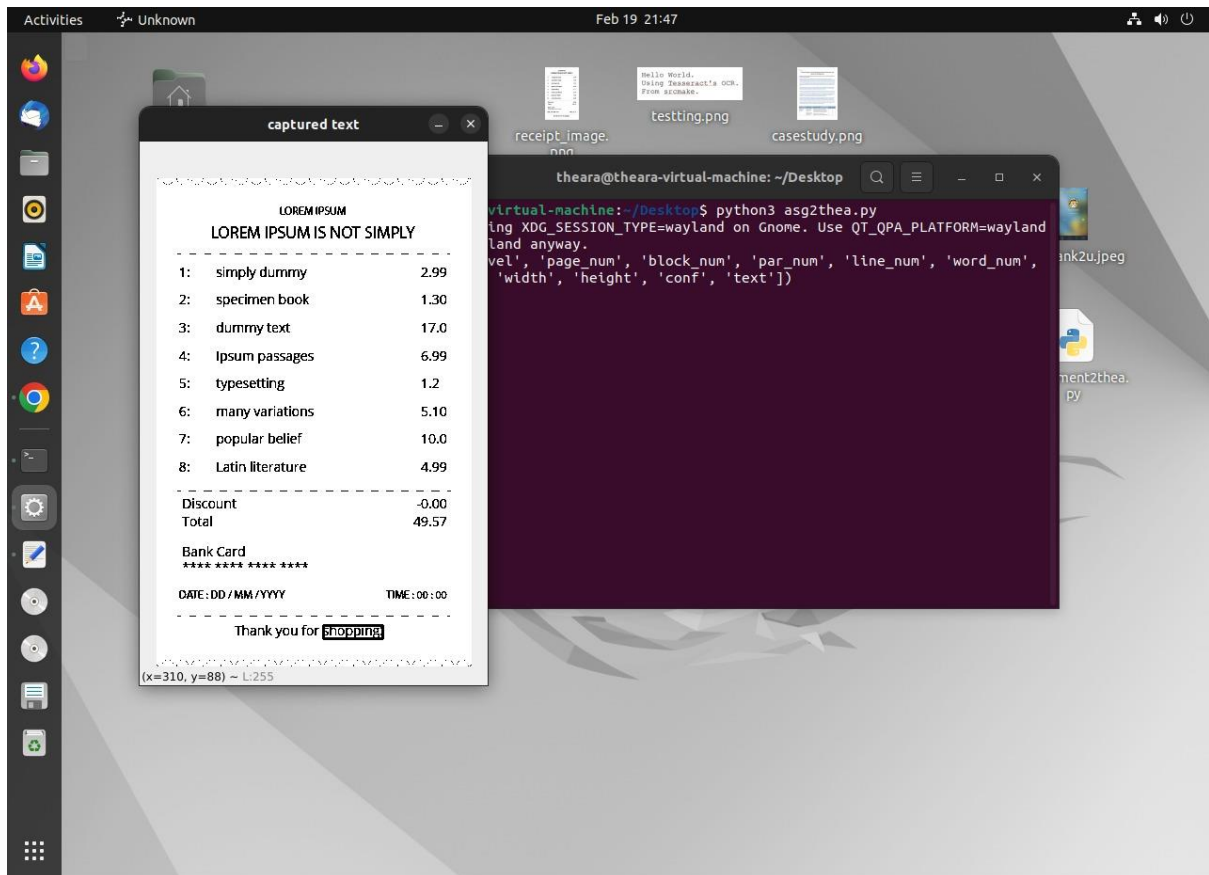 Activities Unknown Feb 19 21:47
receipt_image.
png
Hello World.
Using Tesseract's OCR.
From
testting.png
casestudy.png
captured text
LOREM IPSUM
LOREM IPSUM IS NOT SIMPLY
1: simply dummy 2.99
2: specimen book 1.30
3: dummy text 17.0
4: Ipsum passages 6.99
5: typesetting 1.2
6: many variations 5.10
7: popular belief 10.0
8: Latin literature 4.99
Discount -0.00
Total 49.57
Bank Card
**** **** **** ****
DATE : DD / MM / YYYY TIME : 00 : 00
Thank you for shopping!
(x=310, y=88) ~ L:255
theara@theara-virtual-machine: ~/Desktop
virtual-machine:~/Desktop$ python3 asg2thea.py
ing XDG_SESSION_TYPE=wayland on Gnome. Use QT_QPA_PLATFORM=wayland
land anyway.
vel', 'page_num', 'block_num', 'par_num', 'line_num', 'word_num',
'width', 'height', 'conf', 'text'])
ank2u.jpeg
ment2thea.
py